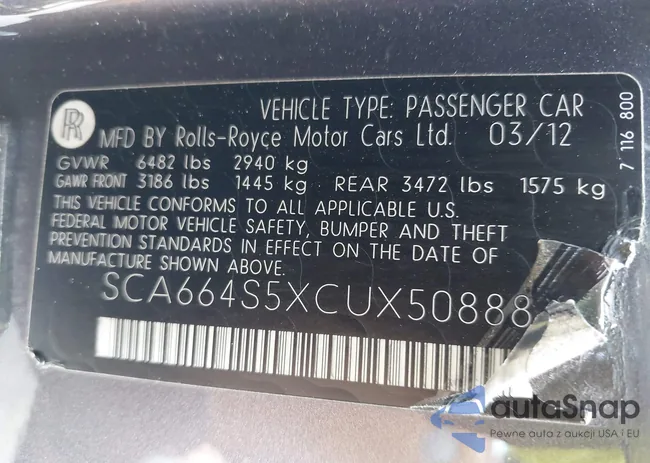 VEHICLE TYPE: PASSENGER CAR
MFD BY Rolls-Royce Motor Cars Ltd. 03/12
GVWR 6482 lbs 2940 kg
GAWR FRONT 3186 lbs 1445 kg REAR 3472 lbs 1575 kg
THIS VEHICLE CONFORMS TO ALL APPLICABLE U.S.
FEDERAL MOTOR VEHICLE SAFETY, BUMPER AND THEFT
PREVENTION STANDARDS IN EFFECT ON THE DATE OF
MANUFACTURE SHOWN ABOVE.
SCA664S5XCUX50888
7 116 800
RR
autaSnap
Pewne auta z aukcji USA i EU